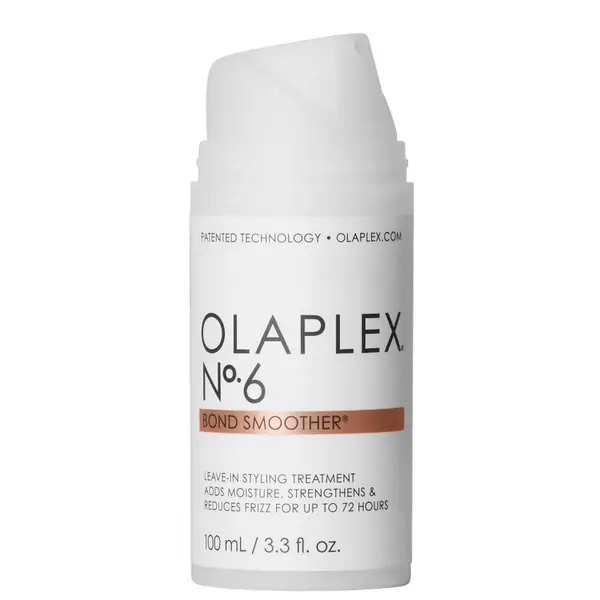 PATENTED TECHNOLOGY • OLAPLEX.COM
OLAPLEX®
Nº.6
BOND SMOOTHER®
LEAVE-IN STYLING TREATMENT
ADDS MOISTURE, STRENGTHENS &
REDUCES FRIZZ FOR UP TO 72 HOURS
100 mL / 3.3 fl. oz.